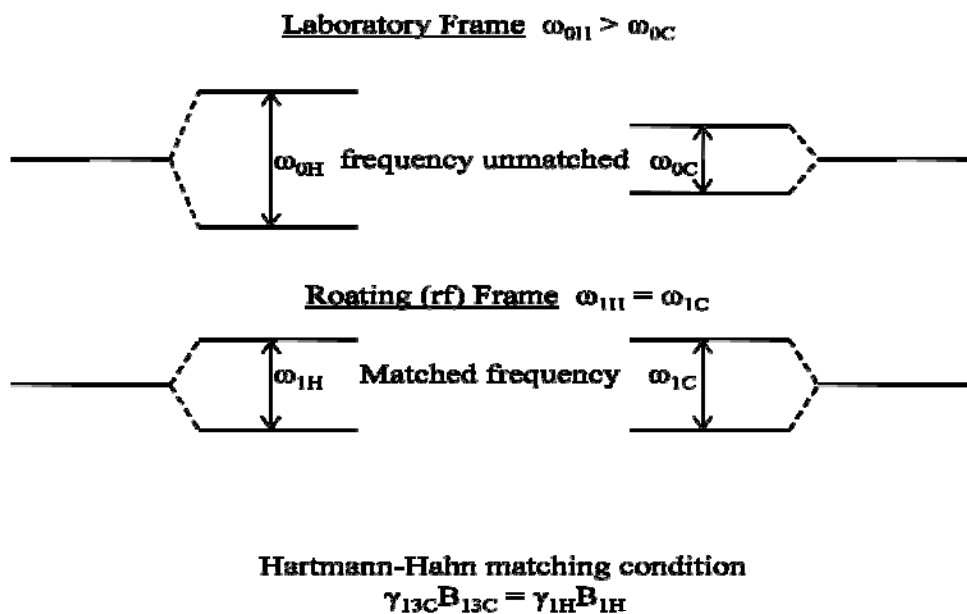 Laboratory Frame ω₀H > ω₀C
ω₀H frequency unmatched ω₀C
Roating (rf) Frame ω₁H = ω₁C
ω₁H Matched frequency ω₁C
Hartmann-Hahn matching condition
γ₁₃CB₁₃C = γ₁HB₁H